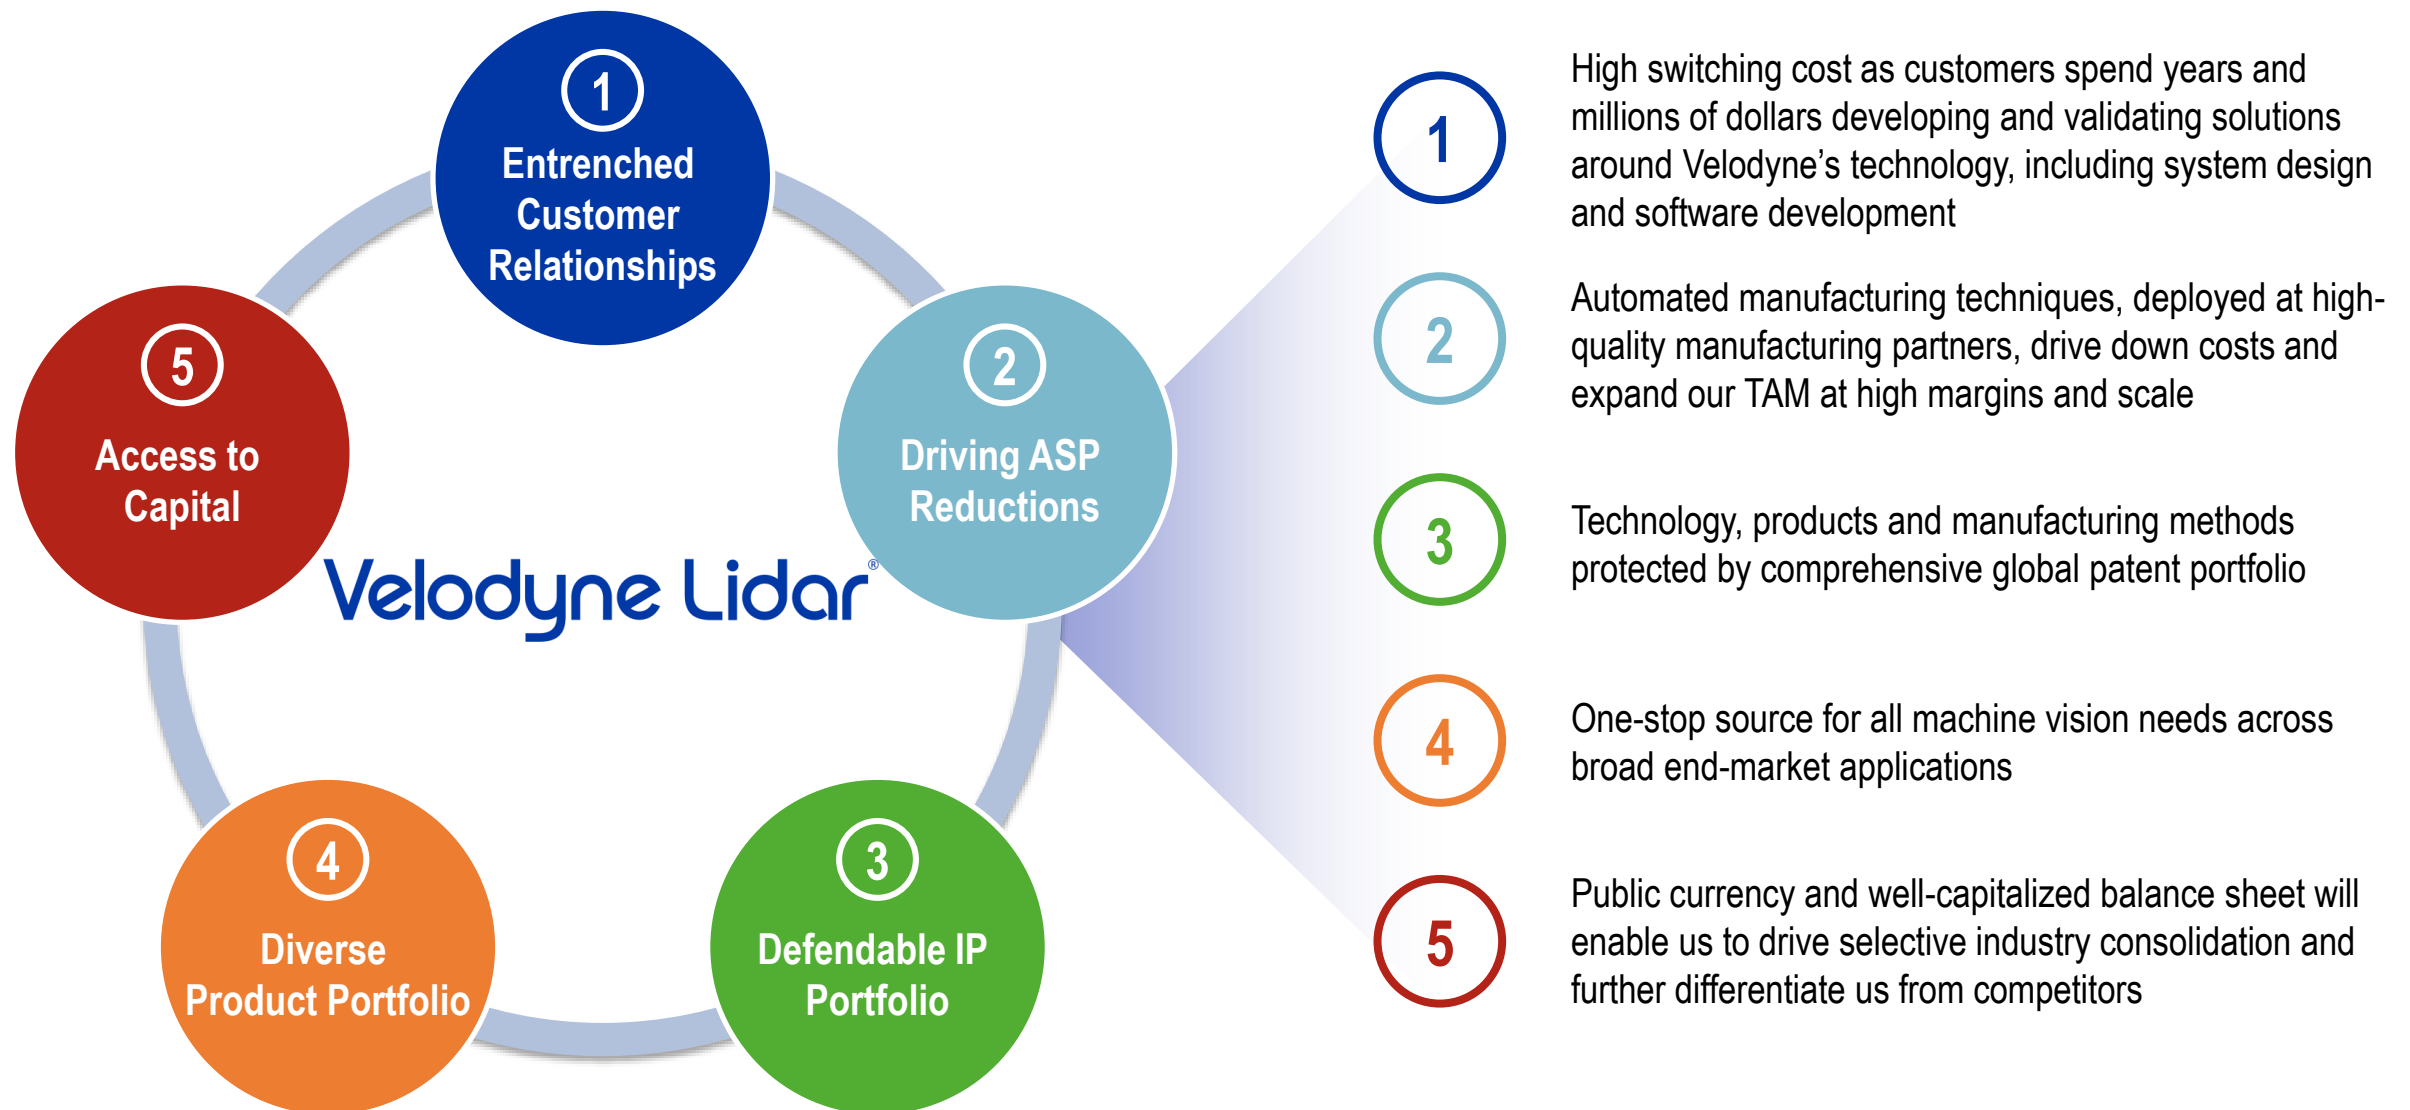 1
Entrenched
Customer
Relationships
2
Driving ASP
Reductions
3
Defendable IP
Portfolio
4
Diverse
Product Portfolio
5
Access to
Capital
Velodyne Lidar®
1
High switching cost as customers spend years and
millions of dollars developing and validating solutions
around Velodyne’s technology, including system design
and software development
2
Automated manufacturing techniques, deployed at high-
quality manufacturing partners, drive down costs and
expand our TAM at high margins and scale
3
Technology, products and manufacturing methods
protected by comprehensive global patent portfolio
4
One-stop source for all machine vision needs across
broad end-market applications
5
Public currency and well-capitalized balance sheet will
enable us to drive selective industry consolidation and
further differentiate us from competitors